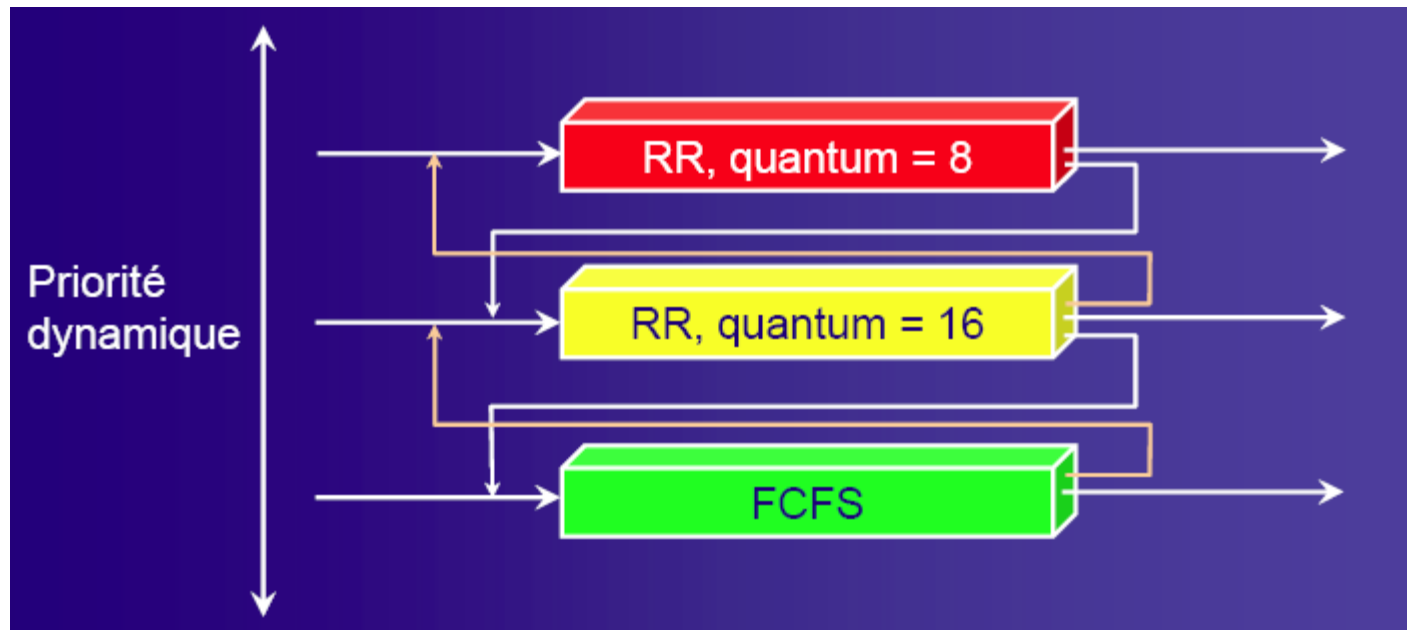 RR, quantum = 8
Priorité
dynamique
RR, quantum = 16
FCFS